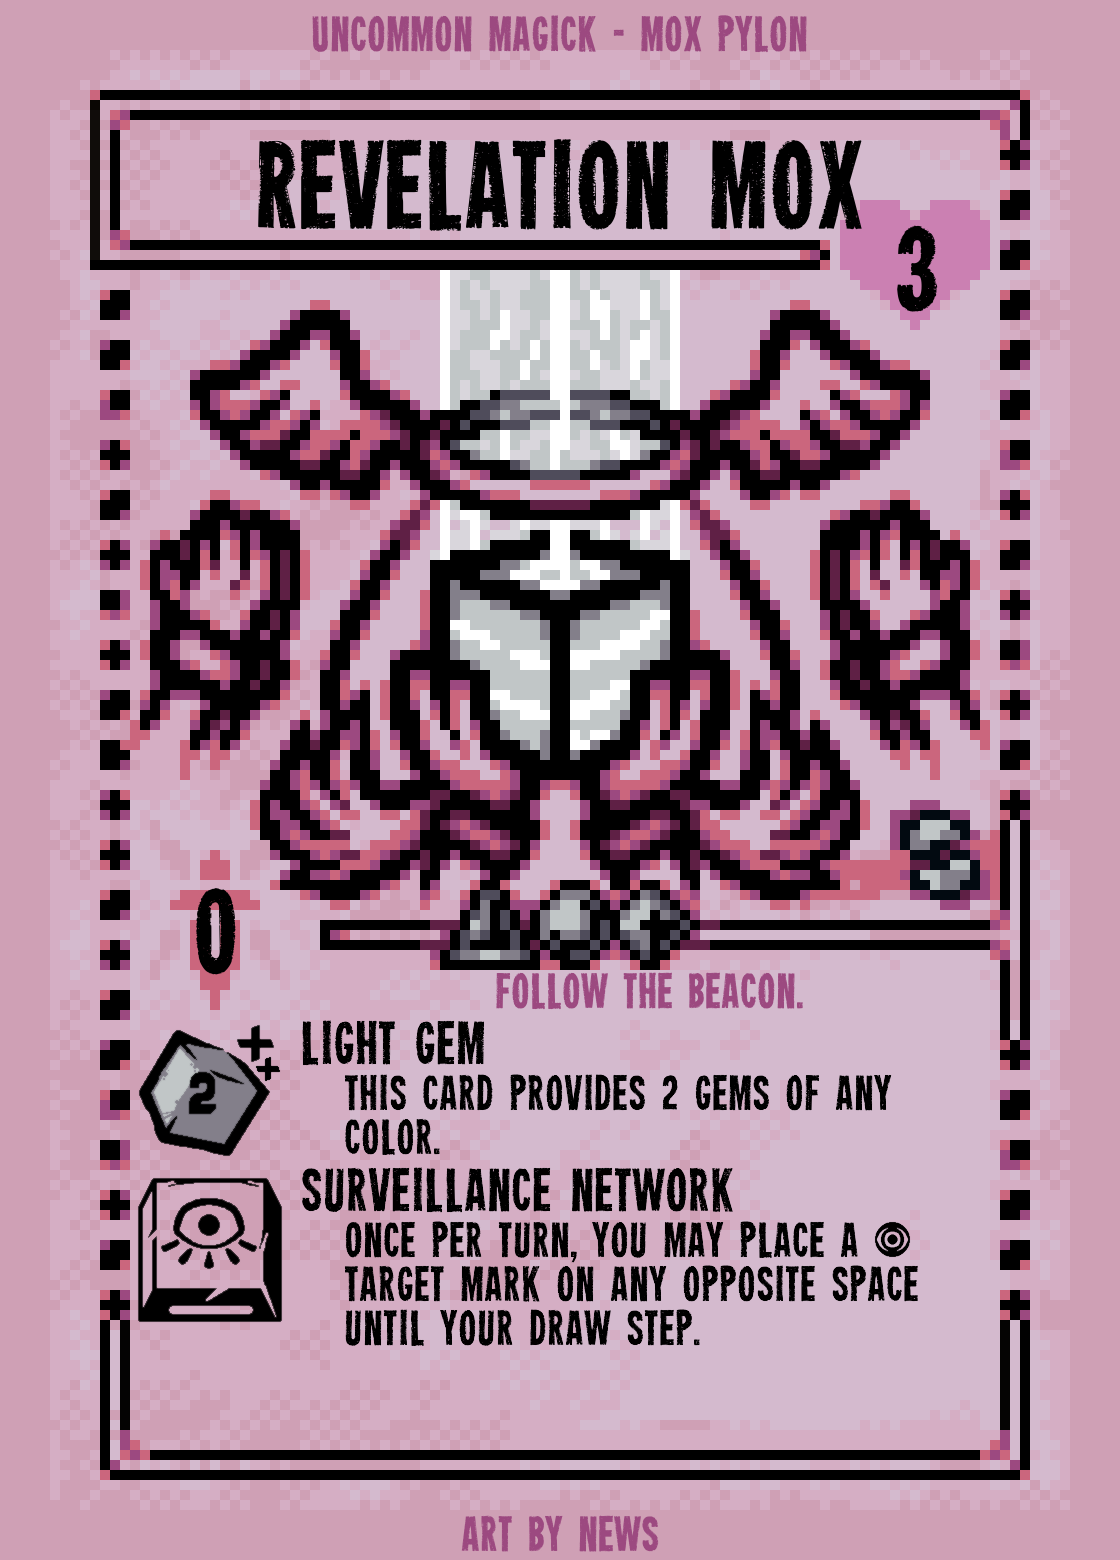 UNCOMMON MAGICK - MOX PYLON
REVELATION MOX
3
0
FOLLOW THE BEACON.
LIGHT GEM
2
THIS CARD PROVIDES 2 GEMS OF ANY
COLOR.
SURVEILLANCE NETWORK
ONCE PER TURN, YOU MAY PLACE A
TARGET MARK ON ANY OPPOSITE SPACE
UNTIL YOUR DRAW STEP.
ART BY NEWS